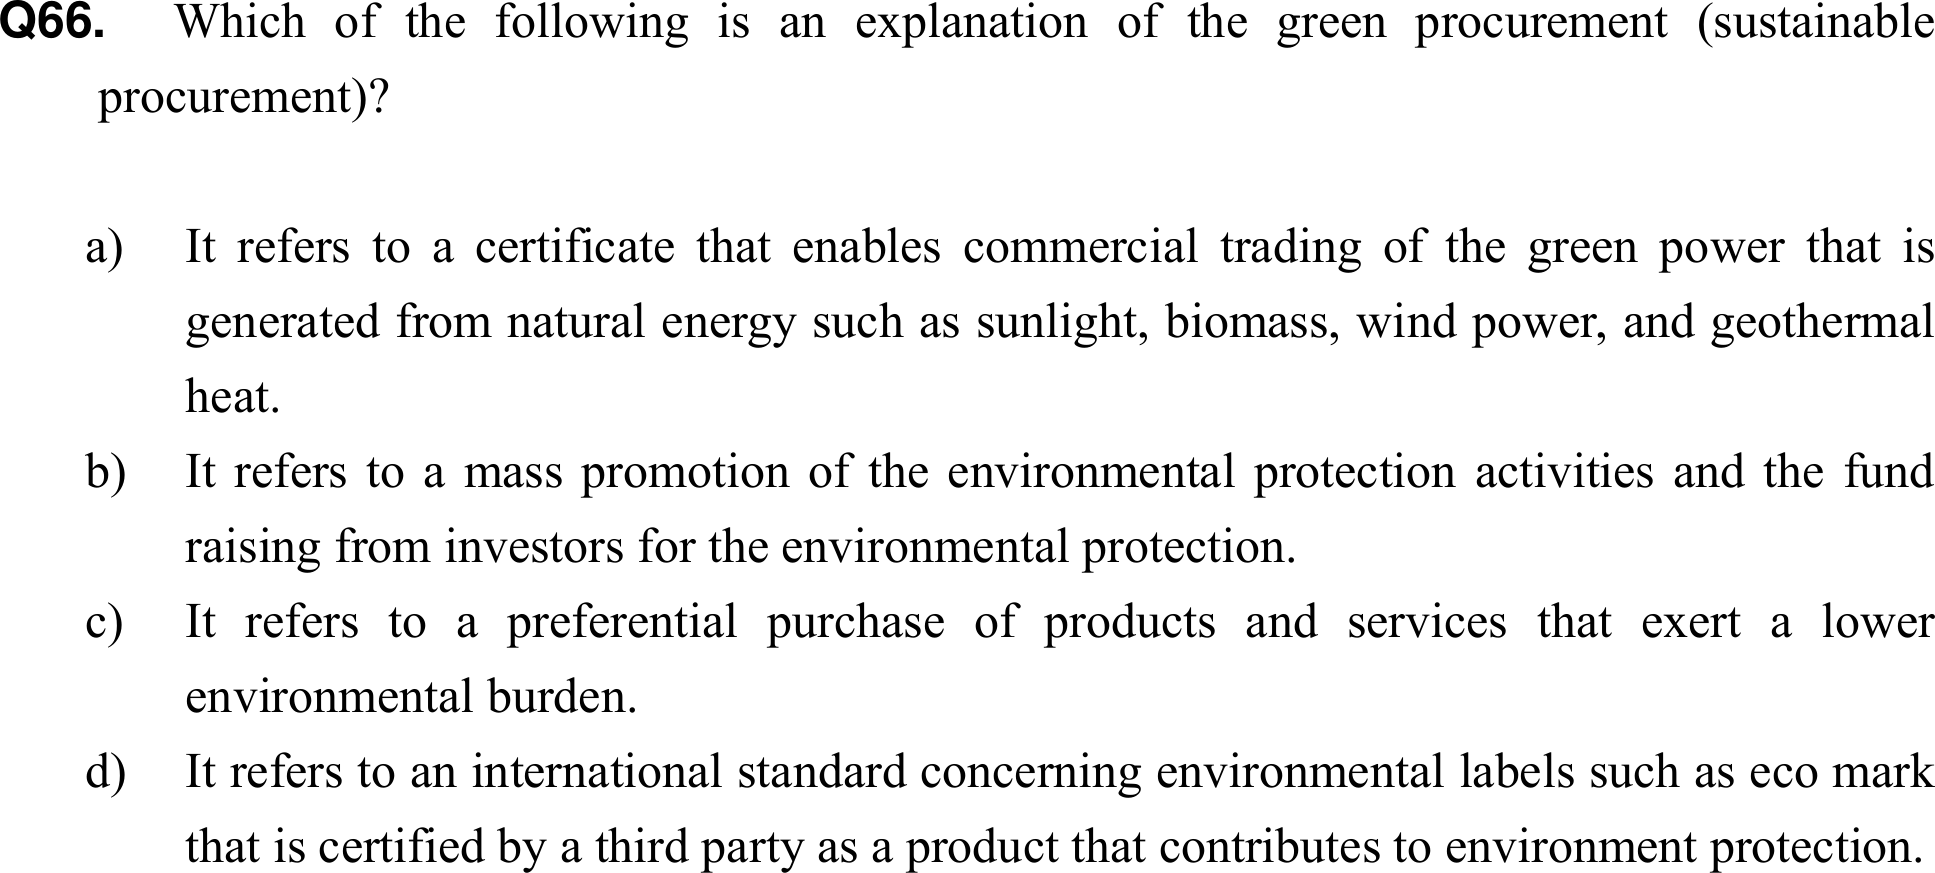 Q66. Which of the following is an explanation of the green procurement (sustainable
procurement)?
a) It refers to a certificate that enables commercial trading of the green power that is
generated from natural energy such as sunlight, biomass, wind power, and geothermal
heat.
b) It refers to a mass promotion of the environmental protection activities and the fund
raising from investors for the environmental protection.
c) It refers to a preferential purchase of products and services that exert a lower
environmental burden.
d) It refers to an international standard concerning environmental labels such as eco mark
that is certified by a third party as a product that contributes to environment protection.